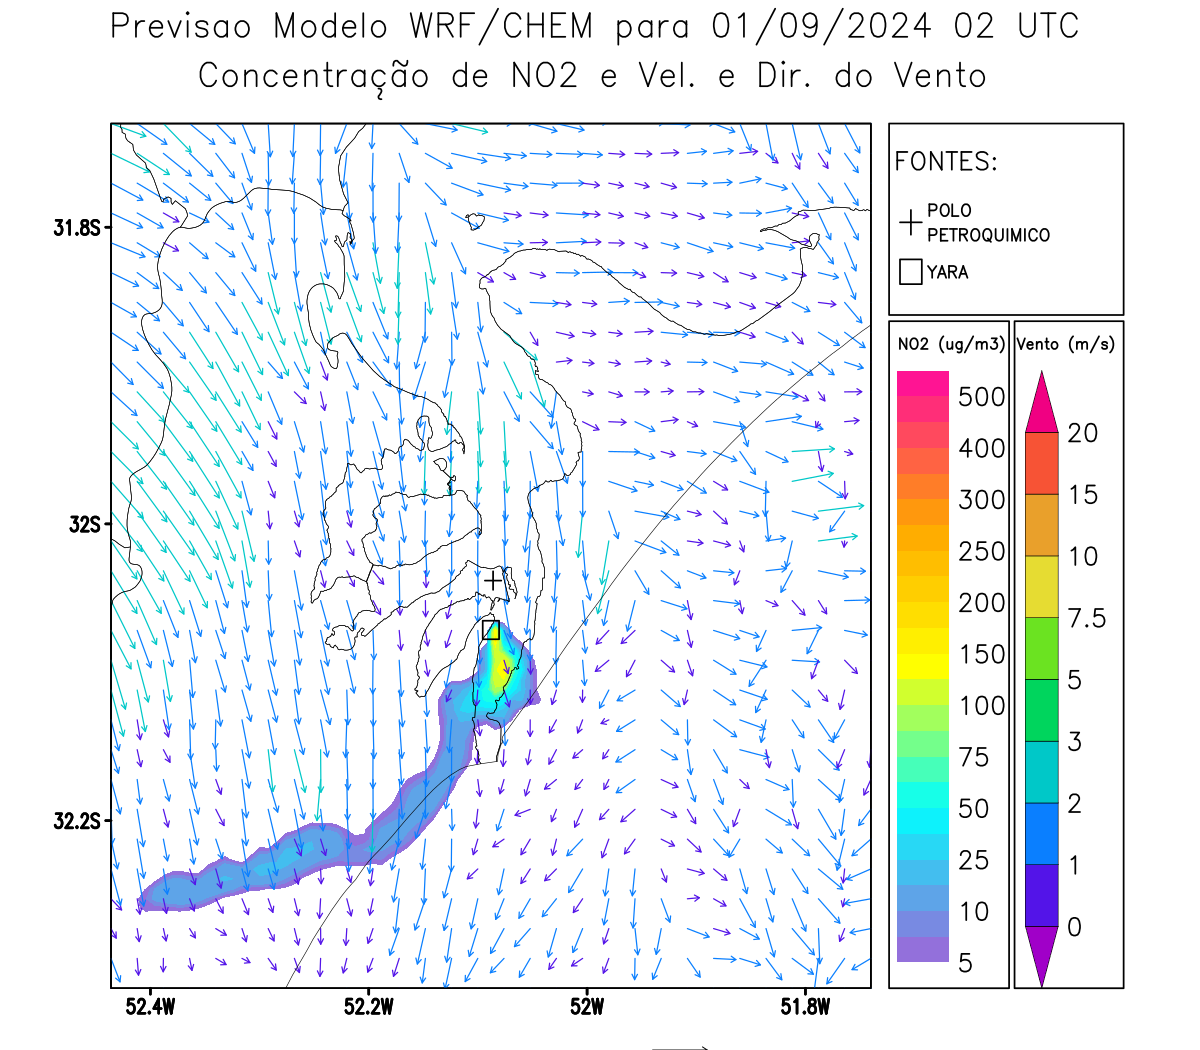 Previsao Modelo WRF/CHEM para 01/09/2024 02 UTC
Concentração de NO2 e Vel. e Dir. do Vento
FONTES:
POLO
PETROQUIMICO
YARA
31.8S
32S
32.2S
52.4W
52.2W
52W
51.8W
NO2 (ug/m3)
500
400
300
250
200
150
100
75
50
25
10
5
Vento (m/s)
20
15
10
7.5
5
3
2
1
0